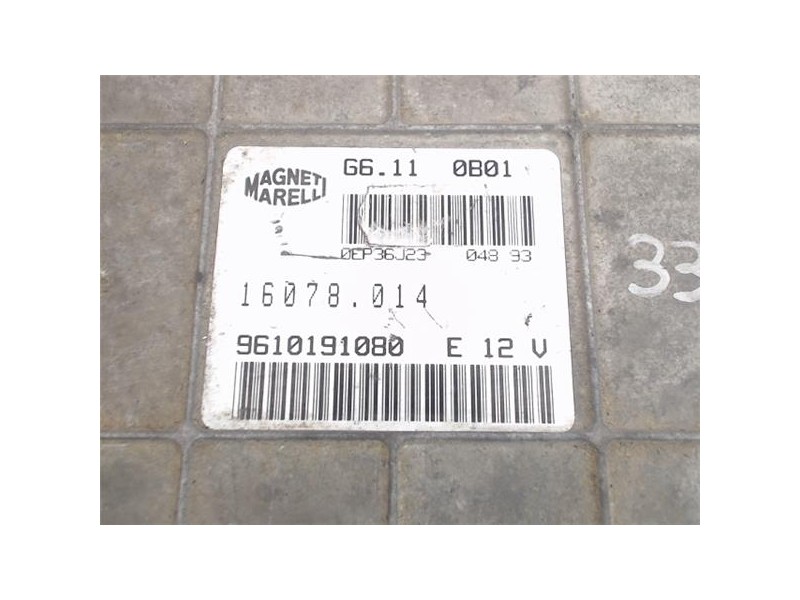 MAGNETI
MARELLI
G6.11 0B01
0EP36J23 048 93
16078.014
9610191080 E 12 V
33